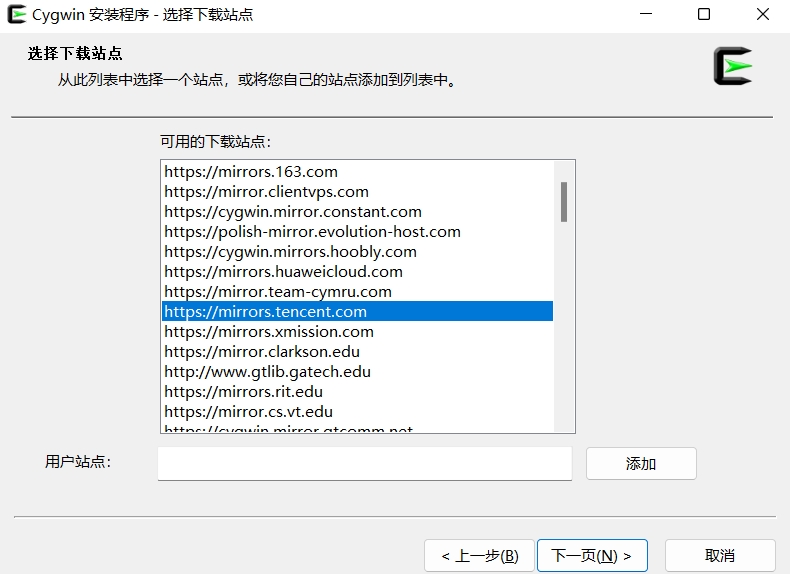 Cygwin 安装程序 - 选择下载站点
选择下载站点
从此列表中选择一个站点，或将您自己的站点添加到列表中。
可用的下载站点：
https://mirrors.163.com
https://mirror.clientvps.com
https://cygwin.mirror.constant.com
https://polish-mirror.evolution-host.com
https://cygwin.mirrors.hoobly.com
https://mirrors.huaweicloud.com
https://mirror.team-cymru.com
https://mirrors.tencent.com
https://mirrors.xmission.com
https://mirror.clarkson.edu
http://www.gtlib.gatech.edu
https://mirrors.rit.edu
https://mirror.cs.vt.edu
https://cygwin.mirror.gtcomm.net
用户站点：
添加
< 上一步(B)
下一页(N) >
取消